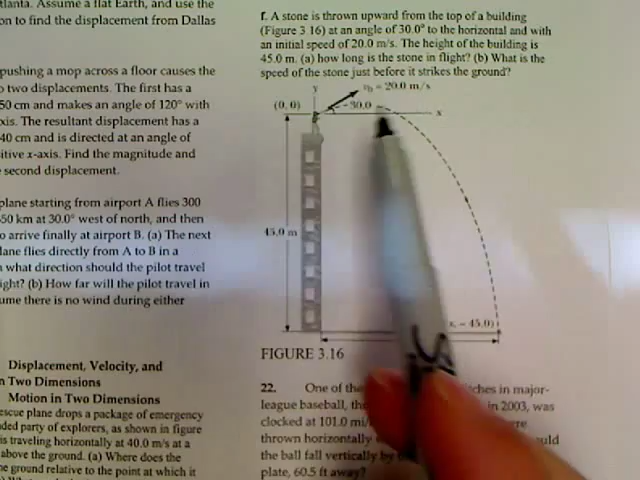 tlanta. Assume a flat Earth, and use the
on to find the displacement from Dallas
pushing a mop across a floor causes the
o two displacements. The first has a
50 cm and makes an angle of 120° with
xis. The resultant displacement has a
40 cm and is directed at an angle of
itive x-axis. Find the magnitude and
second displacement.
plane starting from airport A flies 300
50 km at 30.0° west of north, and then
o arrive finally at airport B. (a) The next
lane flies directly from A to B in a
what direction should the pilot travel
ight? (b) How far will the pilot travel in
ume there is no wind during either
Displacement, Velocity, and
n Two Dimensions
Motion in Two Dimensions
escue plane drops a package of emergency
ded party of explorers, as shown in figure
is traveling horizontally at 40.0 m/s at a
above the ground. (a) Where does the
he ground relative to the point at which it
f. A stone is thrown upward from the top of a building
(Figure 3.16) at an angle of 30.0° to the horizontal and with
an initial speed of 20.0 m/s. The height of the building is
45.0 m. (a) how long is the stone in flight? (b) What is the
speed of the stone just before it strikes the ground?
y
= 20.0 m/s
(0, 0)
30.0
x
45.0 m
– 45.0)
FIGURE 3.16
22. One of the tches in major-
league baseball, in 2003, was
clocked at 101.0 mi/ ere
thrown horizontally uld
the ball fall vertically by
plate, 60.5 ft away?